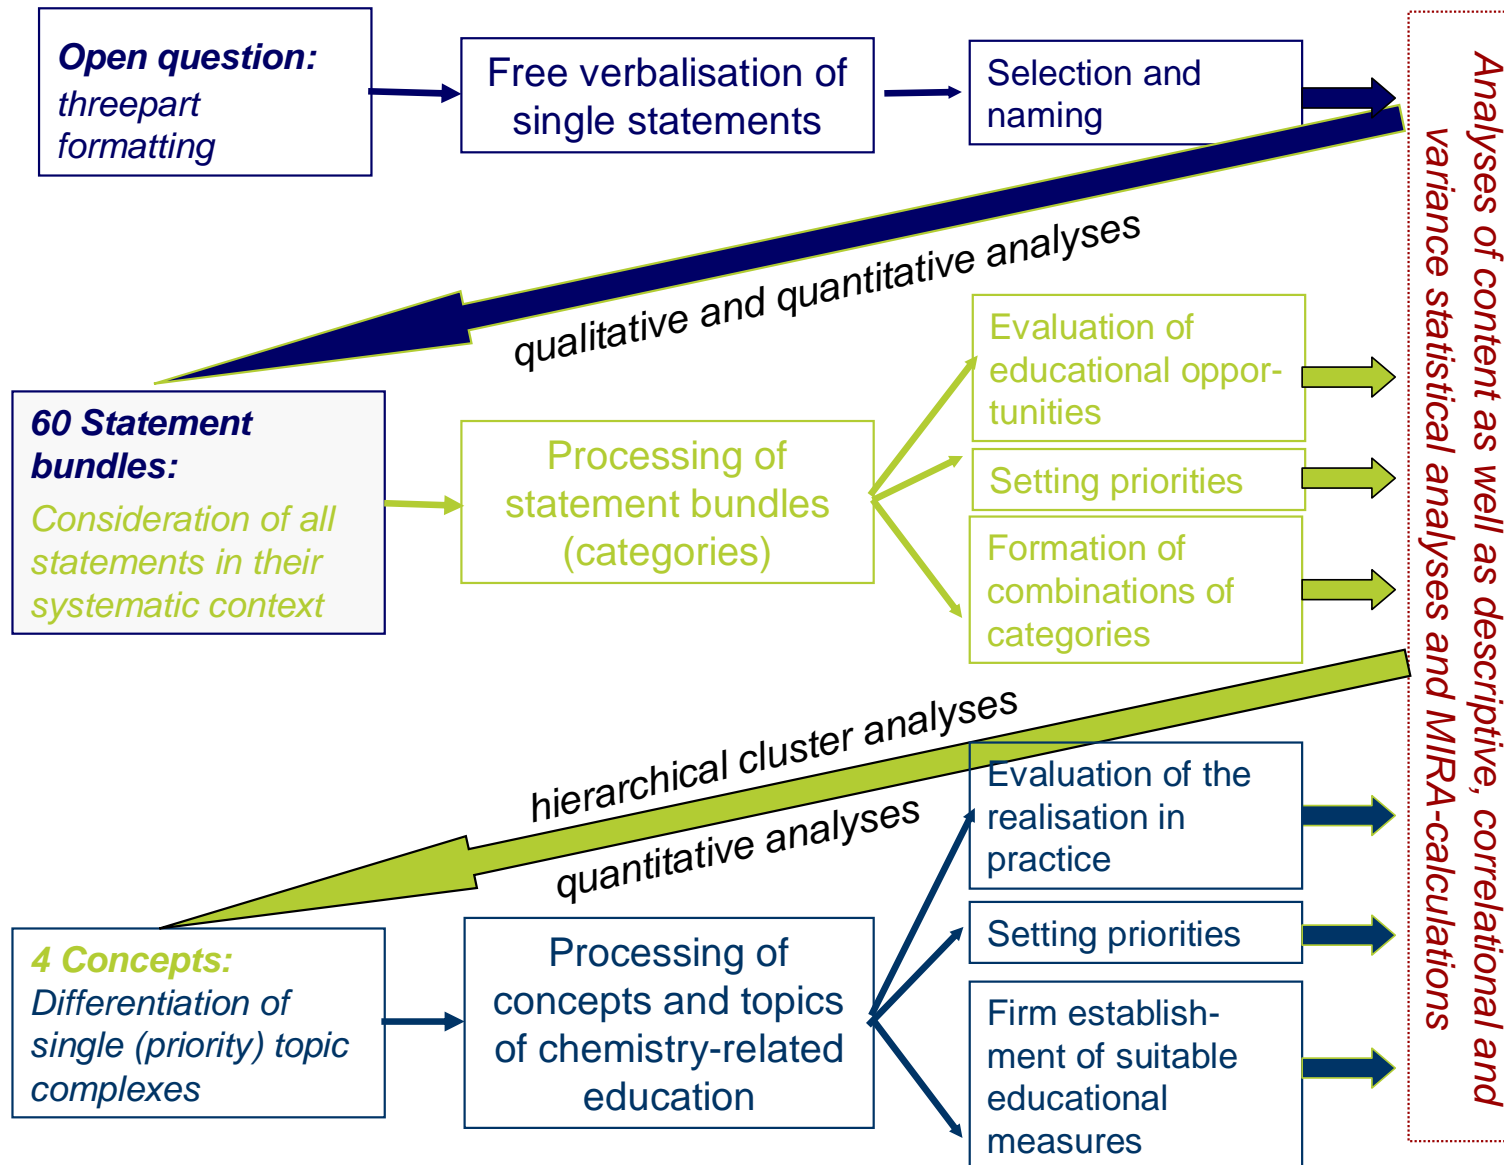 Open question:
threepart
formatting
Free verbalisation of
single statements
Selection and
naming
qualitative and quantitative analyses
60 Statement
bundles:
Consideration of all
statements in their
systematic context
Processing of
statement bundles
(categories)
Evaluation of
educational oppor-
tunities
Setting priorities
Formation of
combinations of
categories
hierarchical cluster analyses
quantitative analyses
4 Concepts:
Differentiation of
single (priority) topic
complexes
Processing of
concepts and topics
of chemistry-related
education
Evaluation of the
realisation in
practice
Setting priorities
Firm establish-
ment of suitable
educational
measures
Analyses of content as well as descriptive, correlational and
variance statistical analyses and MIRA-calculations